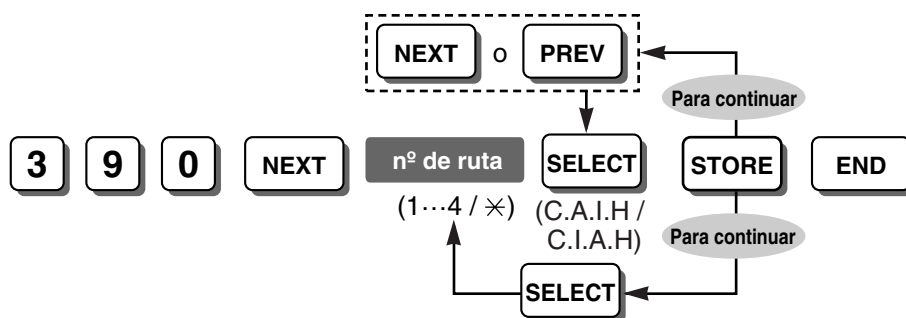 NEXT o PREV
Para continuar
3 9 0 NEXT nº de ruta SELECT STORE END
(1···4 / ✳) (C.A.I.H /
C.I.A.H)
Para continuar
SELECT